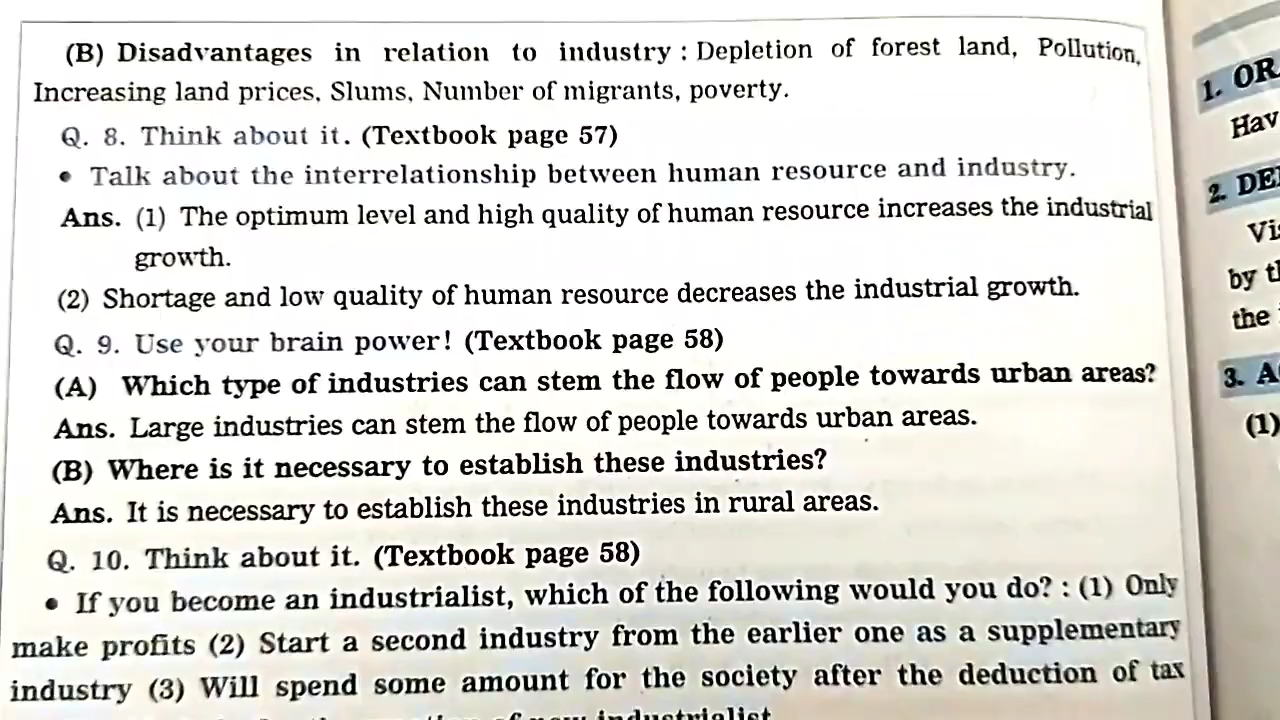 (B) Disadvantages in relation to industry : Depletion of forest land, Pollution,
Increasing land prices, Slums, Number of migrants, poverty.
Q. 8. Think about it. (Textbook page 57)
• Talk about the interrelationship between human resource and industry.
Ans. (1) The optimum level and high quality of human resource increases the industrial
growth.
(2) Shortage and low quality of human resource decreases the industrial growth.
Q. 9. Use your brain power! (Textbook page 58)
(A) Which type of industries can stem the flow of people towards urban areas?
Ans. Large industries can stem the flow of people towards urban areas.
(B) Where is it necessary to establish these industries?
Ans. It is necessary to establish these industries in rural areas.
Q. 10. Think about it. (Textbook page 58)
• If you become an industrialist, which of the following would you do? : (1) Only
make profits (2) Start a second industry from the earlier one as a supplementary
industry (3) Will spend some amount for the society after the deduction of tax
of new industrialist
1. OR
Hav
2. DE
Vi
by t
the
3. A
(1)